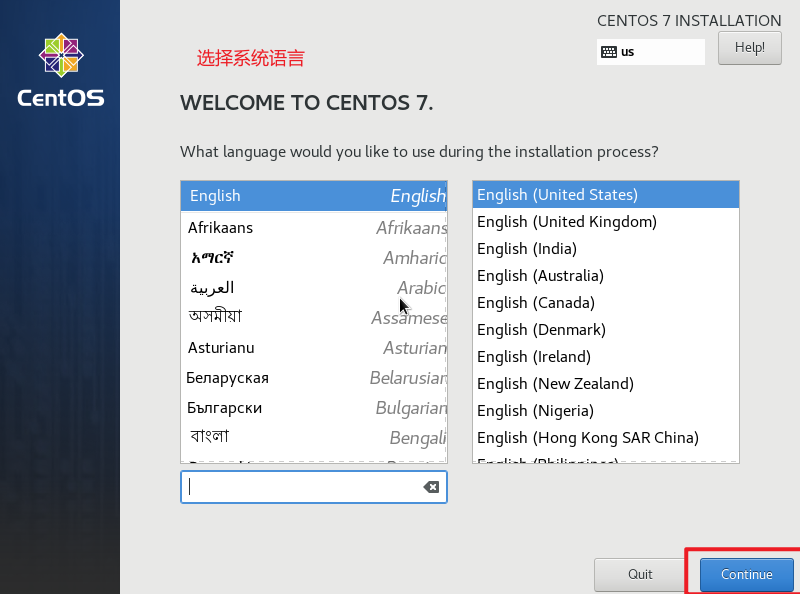 CENTOS 7 INSTALLATION
选择系统语言
us
Help!
CentOS
WELCOME TO CENTOS 7.
What language would you like to use during the installation process?
English English
Afrikaans Afrikaans
አማርኛ Amharic
العربية Arabic
অসমীয়া Assamese
Asturianu Asturian
Беларуская Belarusian
Български Bulgarian
বাংলা Bengali
English (United States)
English (United Kingdom)
English (India)
English (Australia)
English (Canada)
English (Denmark)
English (Ireland)
English (New Zealand)
English (Nigeria)
English (Hong Kong SAR China)
English (Philippines)
Quit
Continue